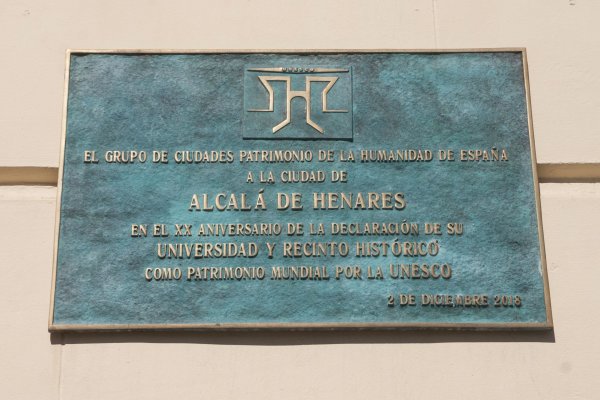 EL GRUPO DE CIUDADES PATRIMONIO DE LA HUMANIDAD DE ESPAÑA
A LA CIUDAD DE
ALCALÁ DE HENARES
EN EL XX ANIVERSARIO DE LA DECLARACIÓN DE SU
UNIVERSIDAD Y RECINTO HISTÓRICO
COMO PATRIMONIO MUNDIAL POR LA UNESCO
2 DE DICIEMBRE 2018